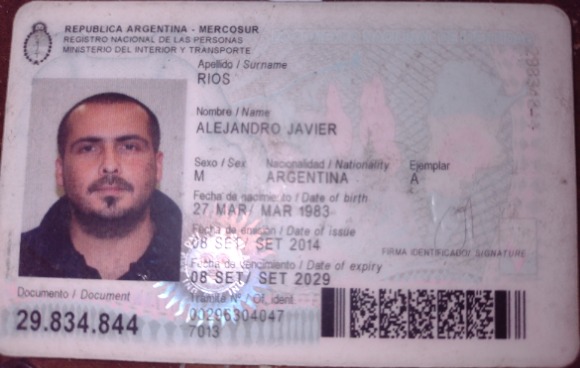 REPUBLICA ARGENTINA - MERCOSUR
REGISTRO NACIONAL DE LAS PERSONAS
MINISTERIO DEL INTERIOR Y TRANSPORTE
Apellido / Surname
RIOS
Nombre / Name
ALEJANDRO JAVIER
Sexo / Sex Nacionalidad / Nationality Ejemplar
M ARGENTINA A
Fecha de nacimiento / Date of birth
27 MAR/ MAR 1983
Fecha de emisión / Date of issue
08 SET/ SET 2014
FIRMA IDENTIFICADO/ SIGNATURE
Fecha de vencimiento / Date of expiry
08 SET/ SET 2029
Documento / Document
Trámite Nº / Of. ident.
29.834.844
00295304047
7013